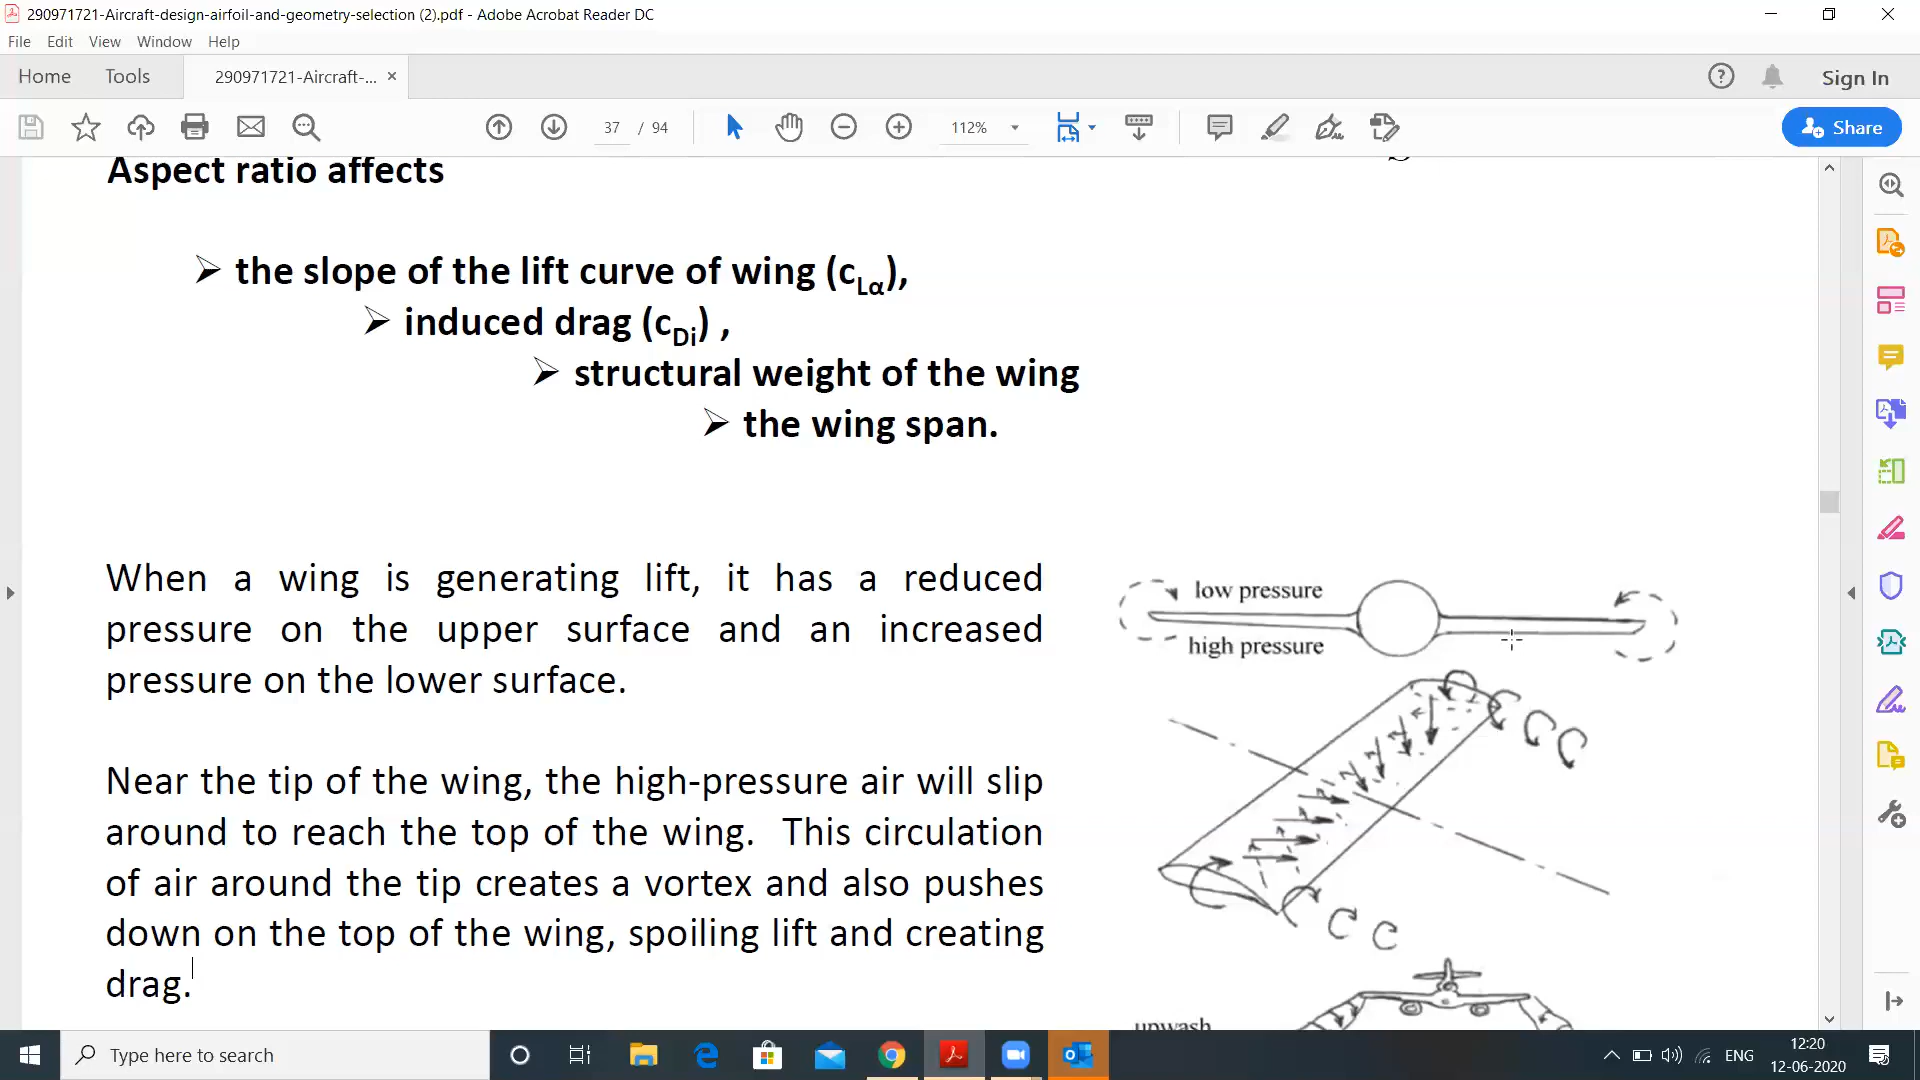 290971721-Aircraft-design-airfoil-and-geometry-selection (2).pdf - Adobe Acrobat Reader DC
File Edit View Window Help
Home Tools 290971721-Aircraft-... × Sign In
37 / 94 112% Share
Aspect ratio affects
➢ the slope of the lift curve of wing (cLα),
➢ induced drag (cDi) ,
➢ structural weight of the wing
➢ the wing span.
When a wing is generating lift, it has a reduced
pressure on the upper surface and an increased
pressure on the lower surface.
low pressure
high pressure
Near the tip of the wing, the high-pressure air will slip
around to reach the top of the wing. This circulation
of air around the tip creates a vortex and also pushes
down on the top of the wing, spoiling lift and creating
drag.
upwash
Type here to search
ENG
12:20
12-06-2020